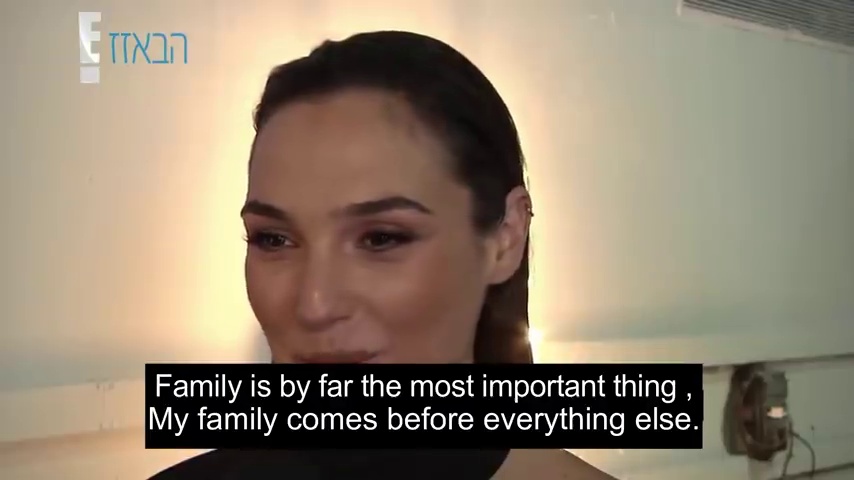 E!
הבאזז
Family is by far the most important thing ,
My family comes before everything else.